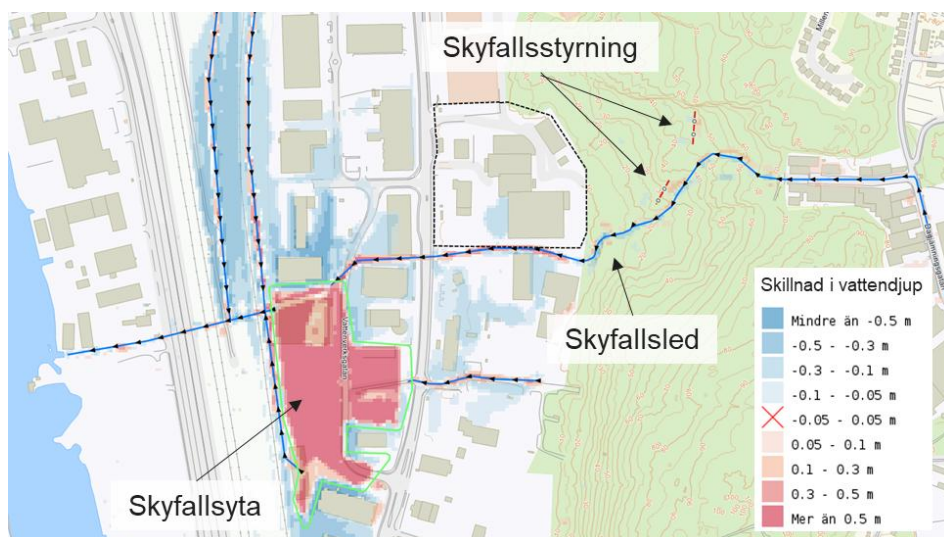 Skyfallsstyrning
Skyfallsled
Skyfallsyta
Skillnad i vattendjup
Mindre än -0.5 m
-0.5 - -0.3 m
-0.3 - -0.1 m
-0.1 - -0.05 m
-0.05 - 0.05 m
0.05 - 0.1 m
0.1 - 0.3 m
0.3 - 0.5 m
Mer än 0.5 m